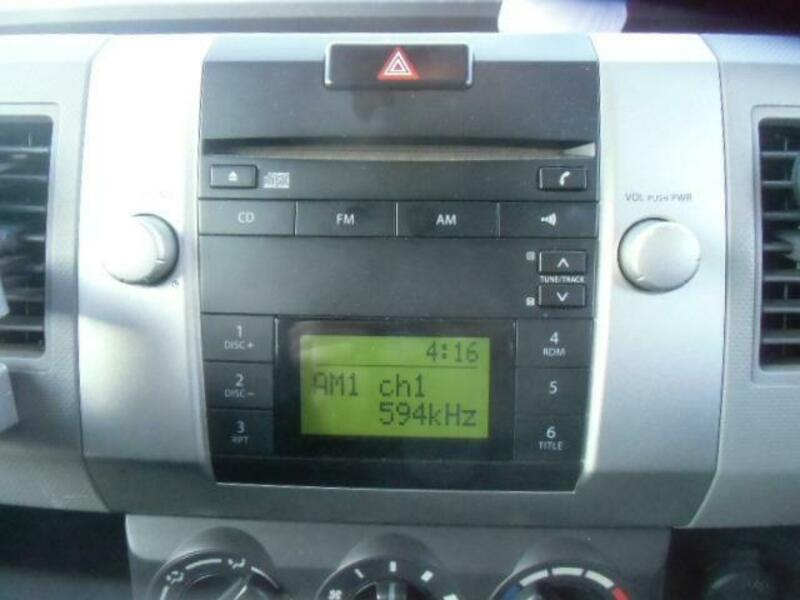 CD FM AM
VOL PUSH PWR
TUNE/TRACK
1
DISC +
2
DISC −
3
RPT
4:16
AM1 ch1
594kHz
4
RDM
5
6
TITLE